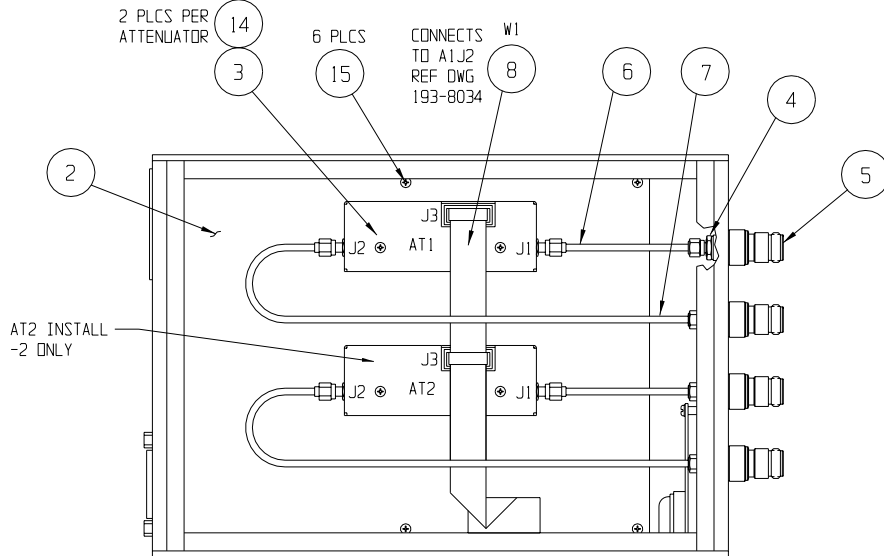 2 PLCS PER
ATTENUATOR
14
3
6 PLCS
15
CONNECTS
TO A1J2
REF DWG
193-8034
W1
8
6
7
4
5
2
J3
J2
AT1
J1
AT2 INSTALL
-2 ONLY
J3
J2
AT2
J1